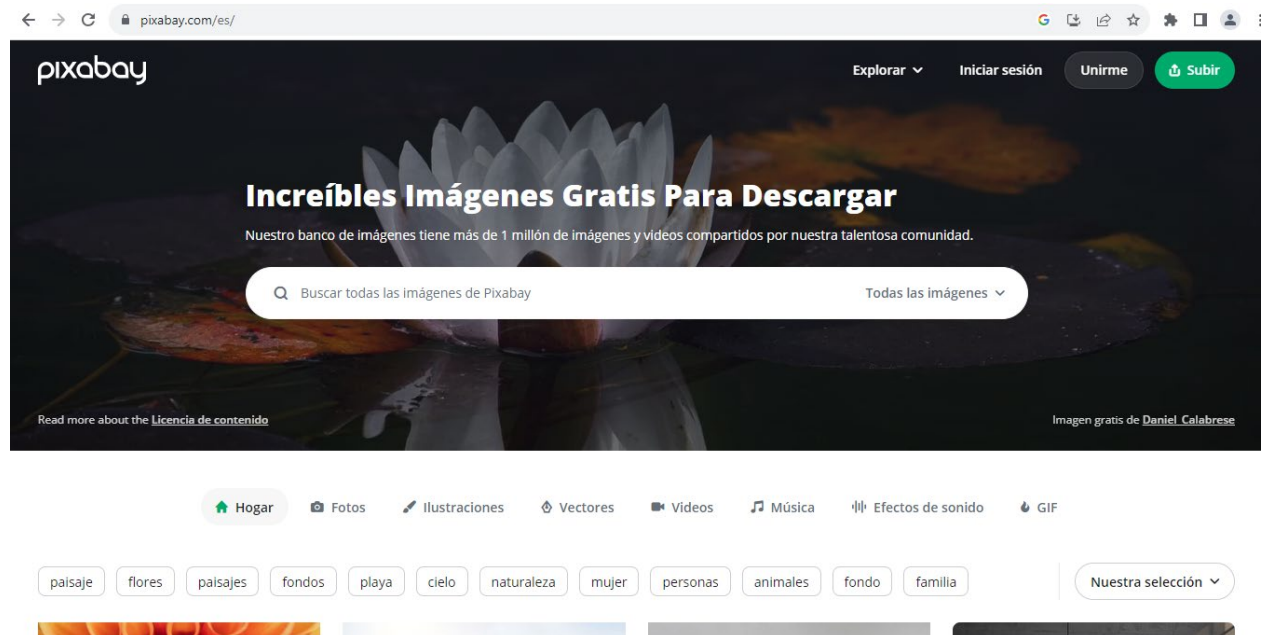 pixabay.com/es/
pixabay
Explorar
Iniciar sesión
Unirme
Subir
Increíbles Imágenes Gratis Para Descargar
Nuestro banco de imágenes tiene más de 1 millón de imágenes y videos compartidos por nuestra talentosa comunidad.
Buscar todas las imágenes de Pixabay
Todas las imágenes
Read more about the Licencia de contenido
Imagen gratis de Daniel_Calabrese
Hogar
Fotos
Ilustraciones
Vectores
Videos
Música
Efectos de sonido
GIF
paisaje
flores
paisajes
fondos
playa
cielo
naturaleza
mujer
personas
animales
fondo
familia
Nuestra selección